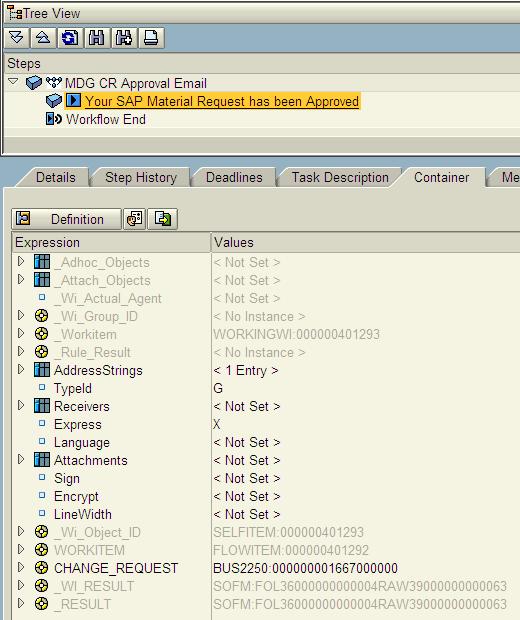 Tree View
Steps
MDG CR Approval Email
Your SAP Material Request has been Approved
Workflow End
Details Step History Deadlines Task Description Container Me
Definition
Expression Values
_Adhoc_Objects < Not Set >
_Attach_Objects < Not Set >
_Wi_Actual_Agent < Not Set >
_Wi_Group_ID < No Instance >
_Workitem WORKINGWI:000000401293
_Rule_Result < No Instance >
AddressStrings < 1 Entry >
TypeId G
Receivers < Not Set >
Express X
Language < Not Set >
Attachments < Not Set >
Sign < Not Set >
Encrypt < Not Set >
LineWidth < Not Set >
_Wi_Object_ID SELFITEM:000000401293
WORKITEM FLOWITEM:000000401292
CHANGE_REQUEST BUS2250:000000001667000000
_WI_RESULT SOFM:FOL36000000000004RAW39000000000063
_RESULT SOFM:FOL36000000000004RAW39000000000063